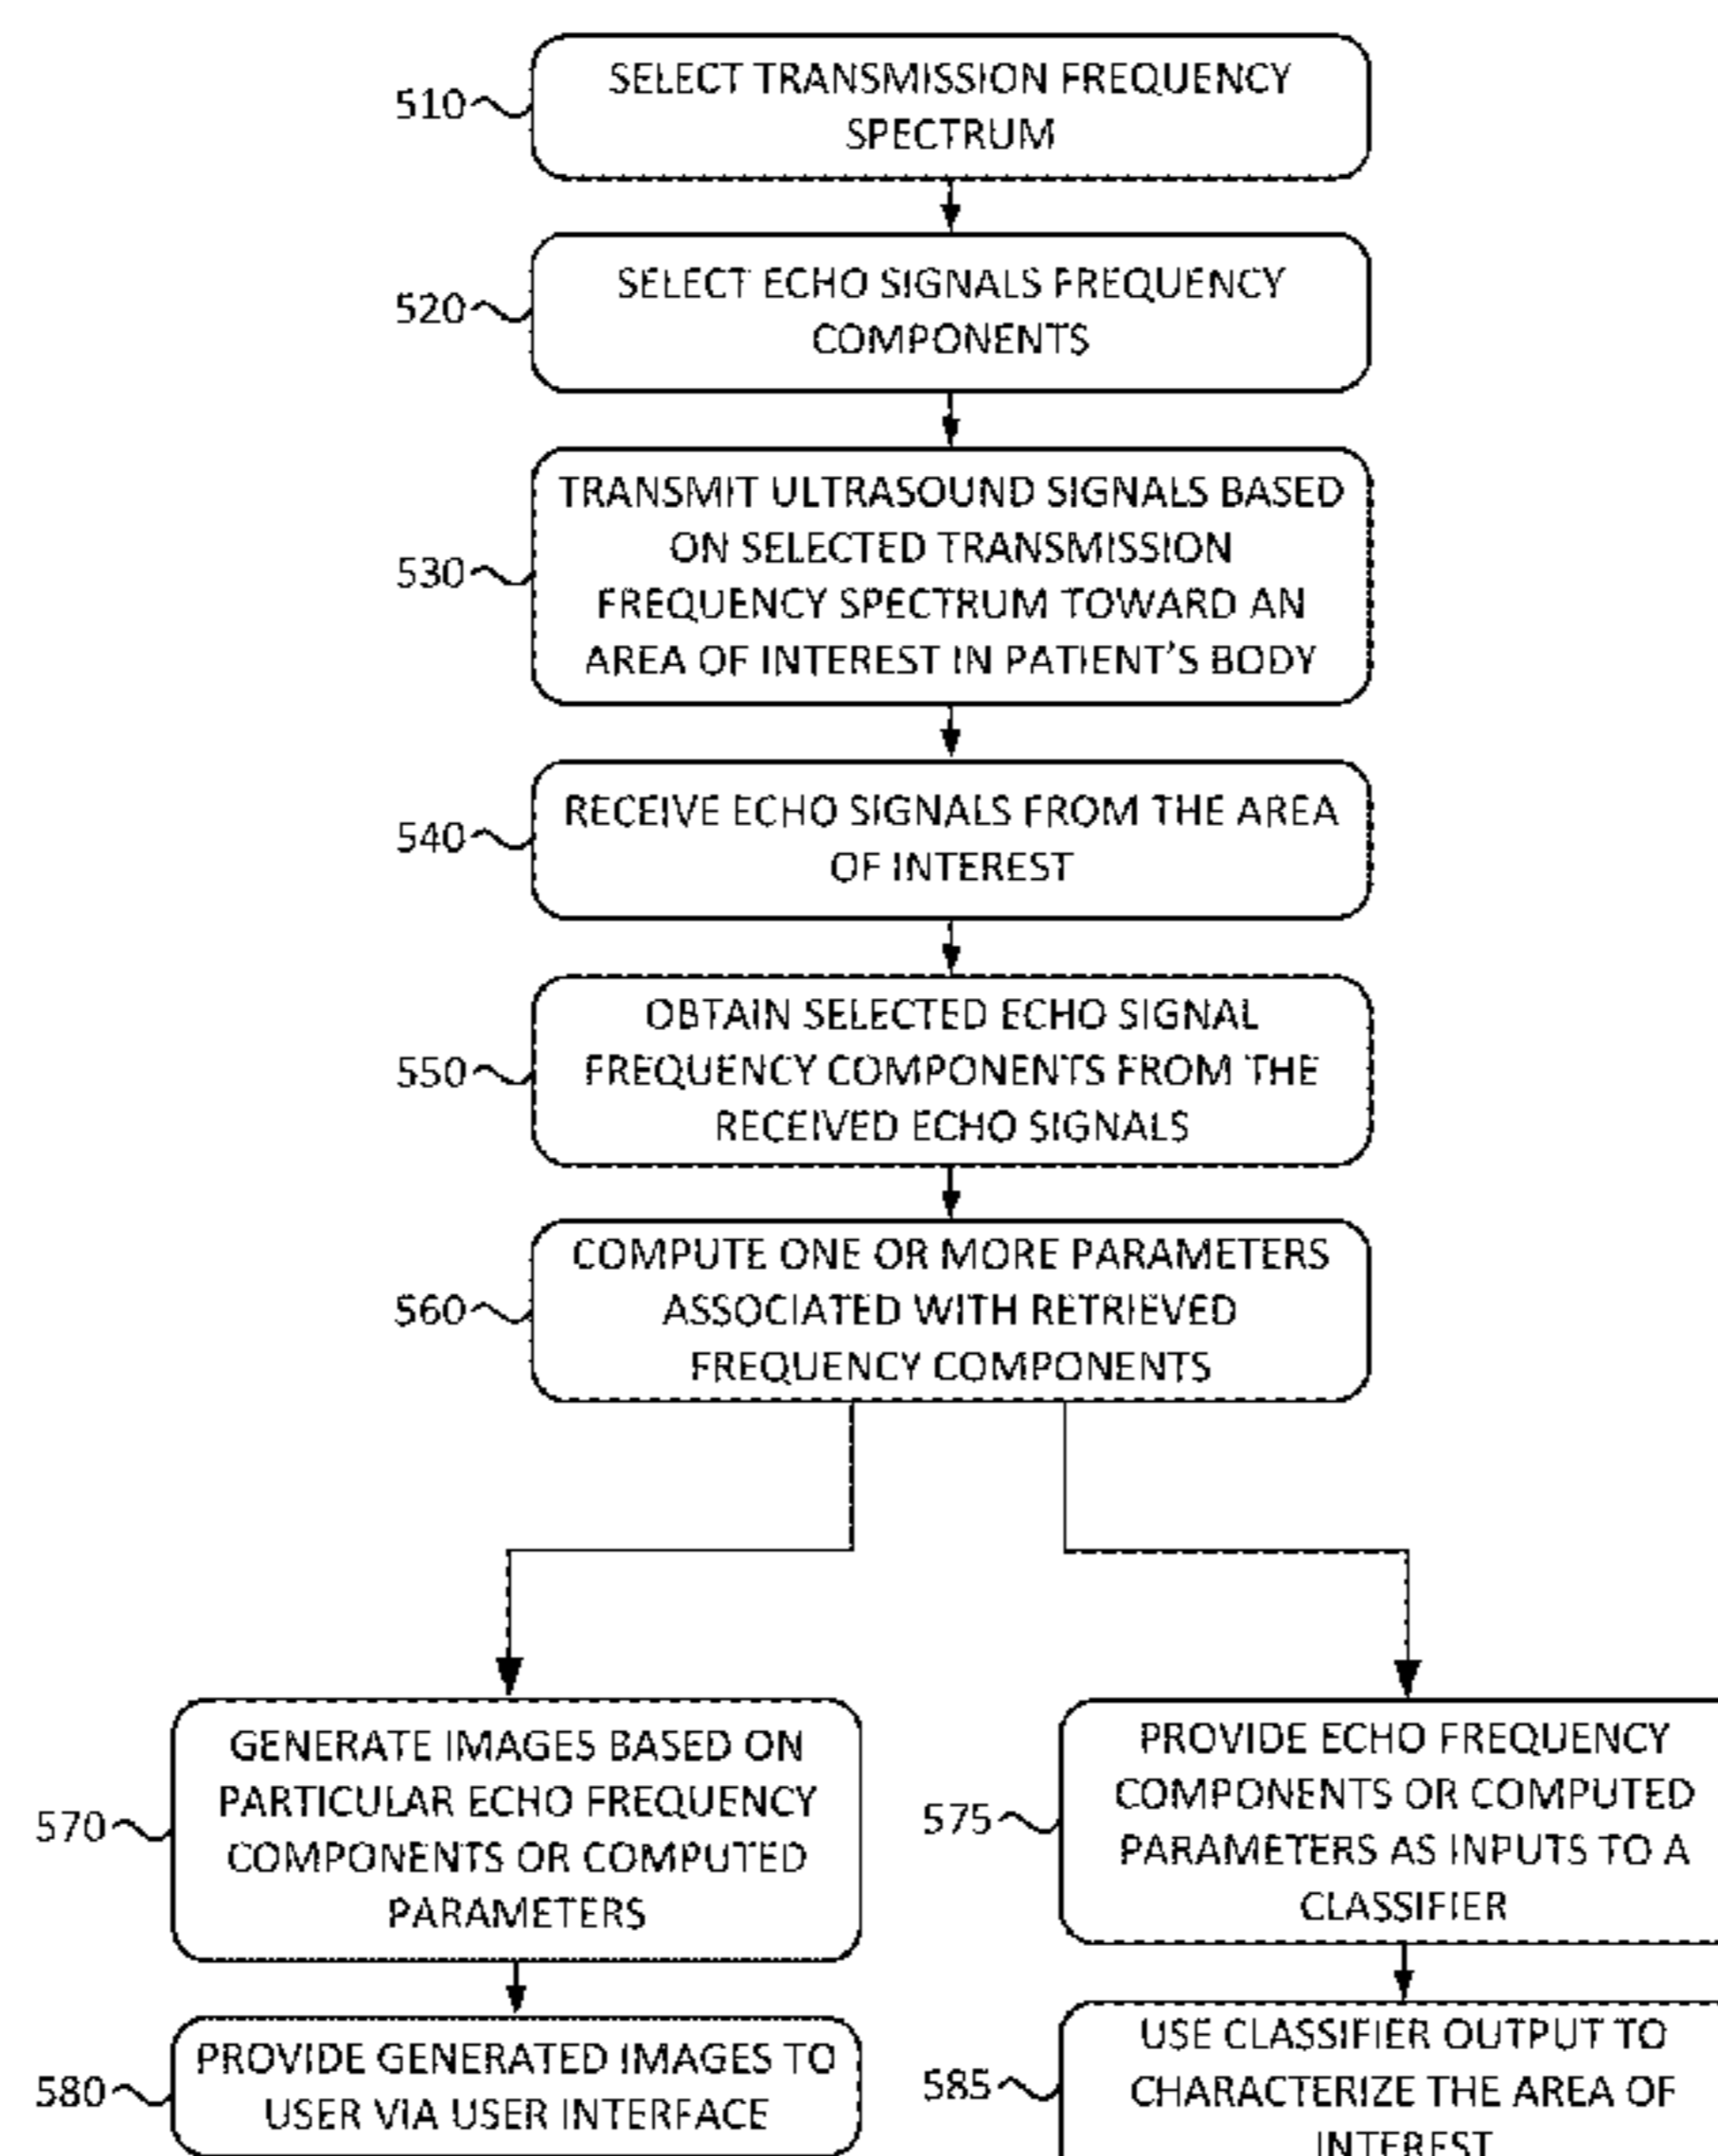 510
SELECT TRANSMISSION FREQUENCY
SPECTRUM
520
SELECT ECHO SIGNALS FREQUENCY
COMPONENTS
530
TRANSMIT ULTRASOUND SIGNALS BASED
ON SELECTED TRANSMISSION
FREQUENCY SPECTRUM TOWARD AN
AREA OF INTEREST IN PATIENT'S BODY
540
RECEIVE ECHO SIGNALS FROM THE AREA
OF INTEREST
550
OBTAIN SELECTED ECHO SIGNAL
FREQUENCY COMPONENTS FROM THE
RECEIVED ECHO SIGNALS
560
COMPUTE ONE OR MORE PARAMETERS
ASSOCIATED WITH RETRIEVED
FREQUENCY COMPONENTS
570
GENERATE IMAGES BASED ON
PARTICULAR ECHO FREQUENCY
COMPONENTS OR COMPUTED
PARAMETERS
575
PROVIDE ECHO FREQUENCY
COMPONENTS OR COMPUTED
PARAMETERS AS INPUTS TO A
CLASSIFIER
580
PROVIDE GENERATED IMAGES TO
USER VIA USER INTERFACE
585
USE CLASSIFIER OUTPUT TO
CHARACTERIZE THE AREA OF
INTEREST